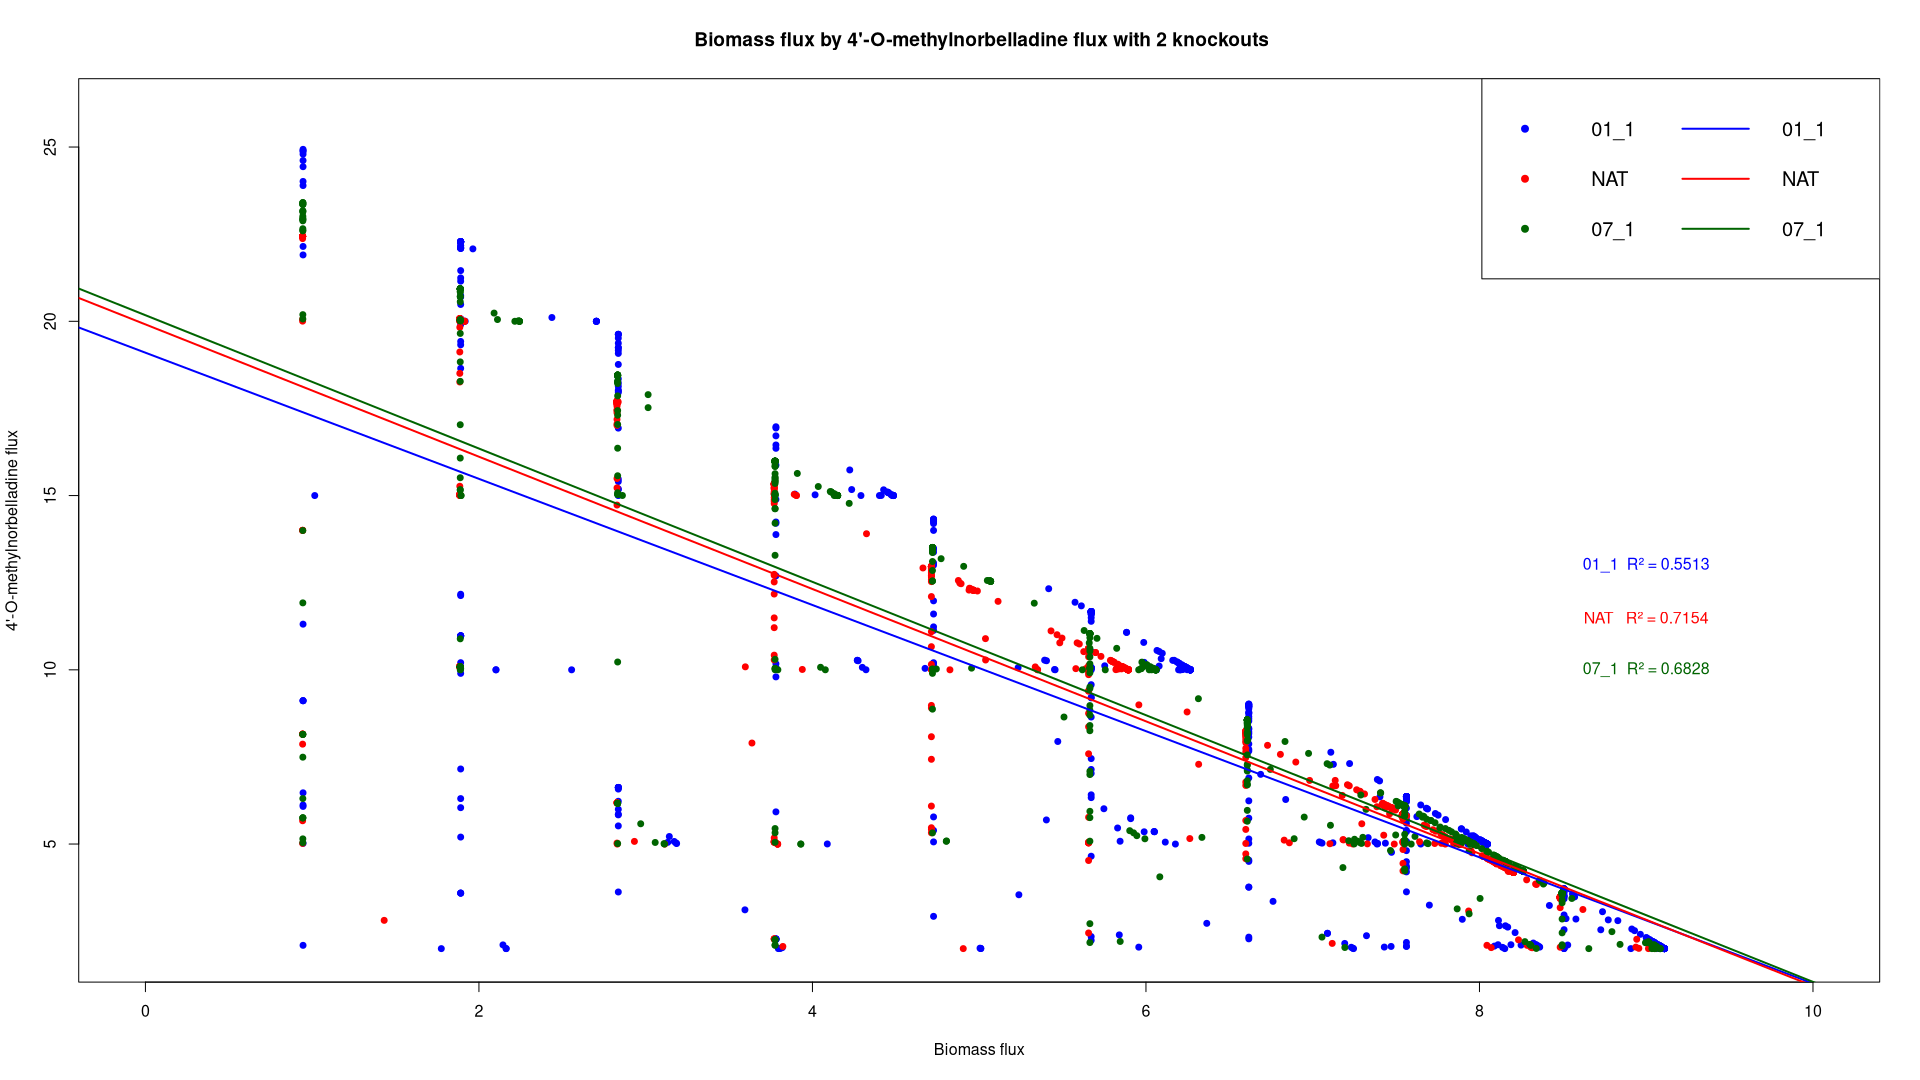 Biomass flux by 4'-O-methylnorbelladine flux with 2 knockouts
01_1 01_1
NAT NAT
07_1 07_1
4'-O-methylnorbelladine flux
25
20
15
10
5
01_1 R² = 0.5513
NAT R² = 0.7154
07_1 R² = 0.6828
0 2 4 6 8 10
Biomass flux